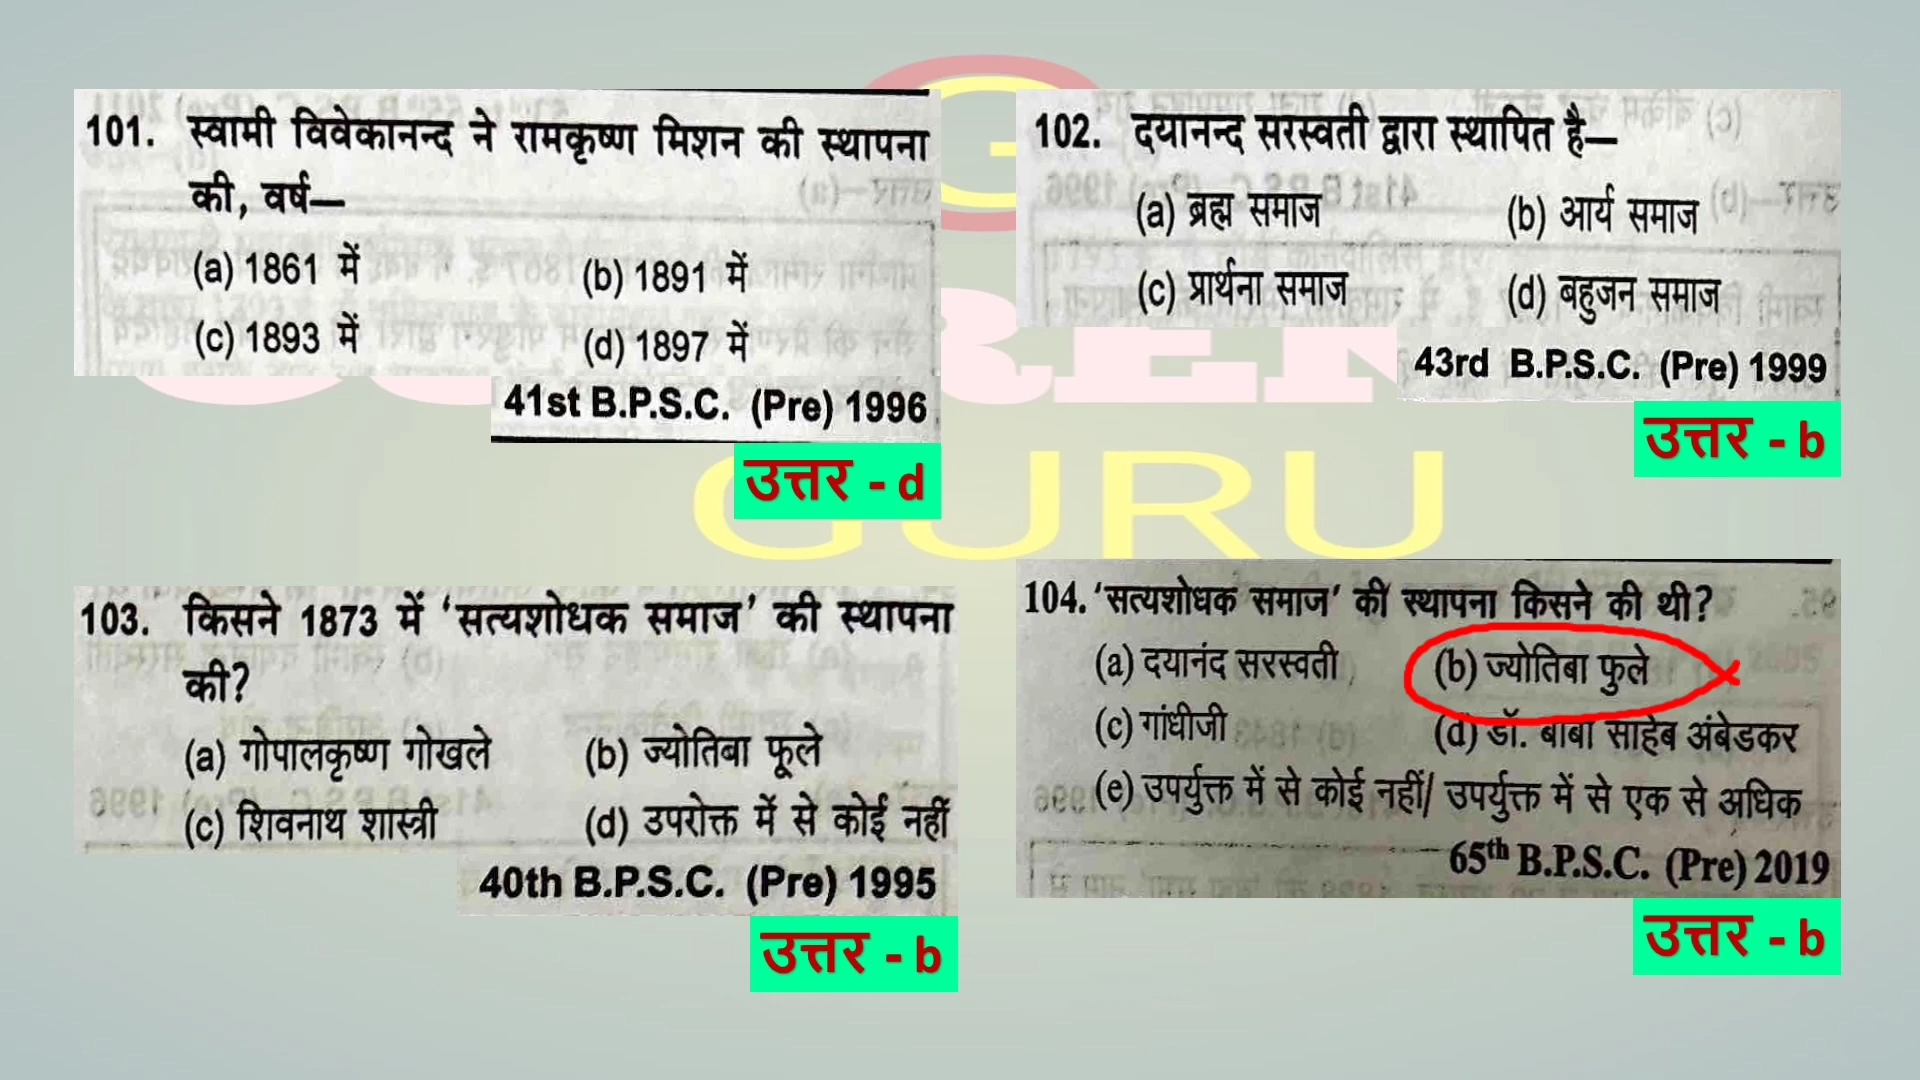 101. स्वामी विवेकानन्द ने रामकृष्ण मिशन की स्थापना
की, वर्ष—
(a) 1861 में (b) 1891 में
(c) 1893 में (d) 1897 में
41st B.P.S.C. (Pre) 1996
उत्तर - d
102. दयानन्द सरस्वती द्वारा स्थापित है—
(a) ब्रह्म समाज (b) आर्य समाज
(c) प्रार्थना समाज (d) बहुजन समाज
43rd B.P.S.C. (Pre) 1999
उत्तर - b
GURU
103. किसने 1873 में ‘सत्यशोधक समाज’ की स्थापना
की?
(a) गोपालकृष्ण गोखले (b) ज्योतिबा फूले
(c) शिवनाथ शास्त्री (d) उपरोक्त में से कोई नहीं
40th B.P.S.C. (Pre) 1995
उत्तर - b
104. ‘सत्यशोधक समाज’ की स्थापना किसने की थी?
(a) दयानंद सरस्वती (b) ज्योतिबा फुले
(c) गांधीजी (d) डॉ. बाबा साहेब अंबेडकर
(e) उपर्युक्त में से कोई नहीं/ उपर्युक्त में से एक से अधिक
65th B.P.S.C. (Pre) 2019
उत्तर - b